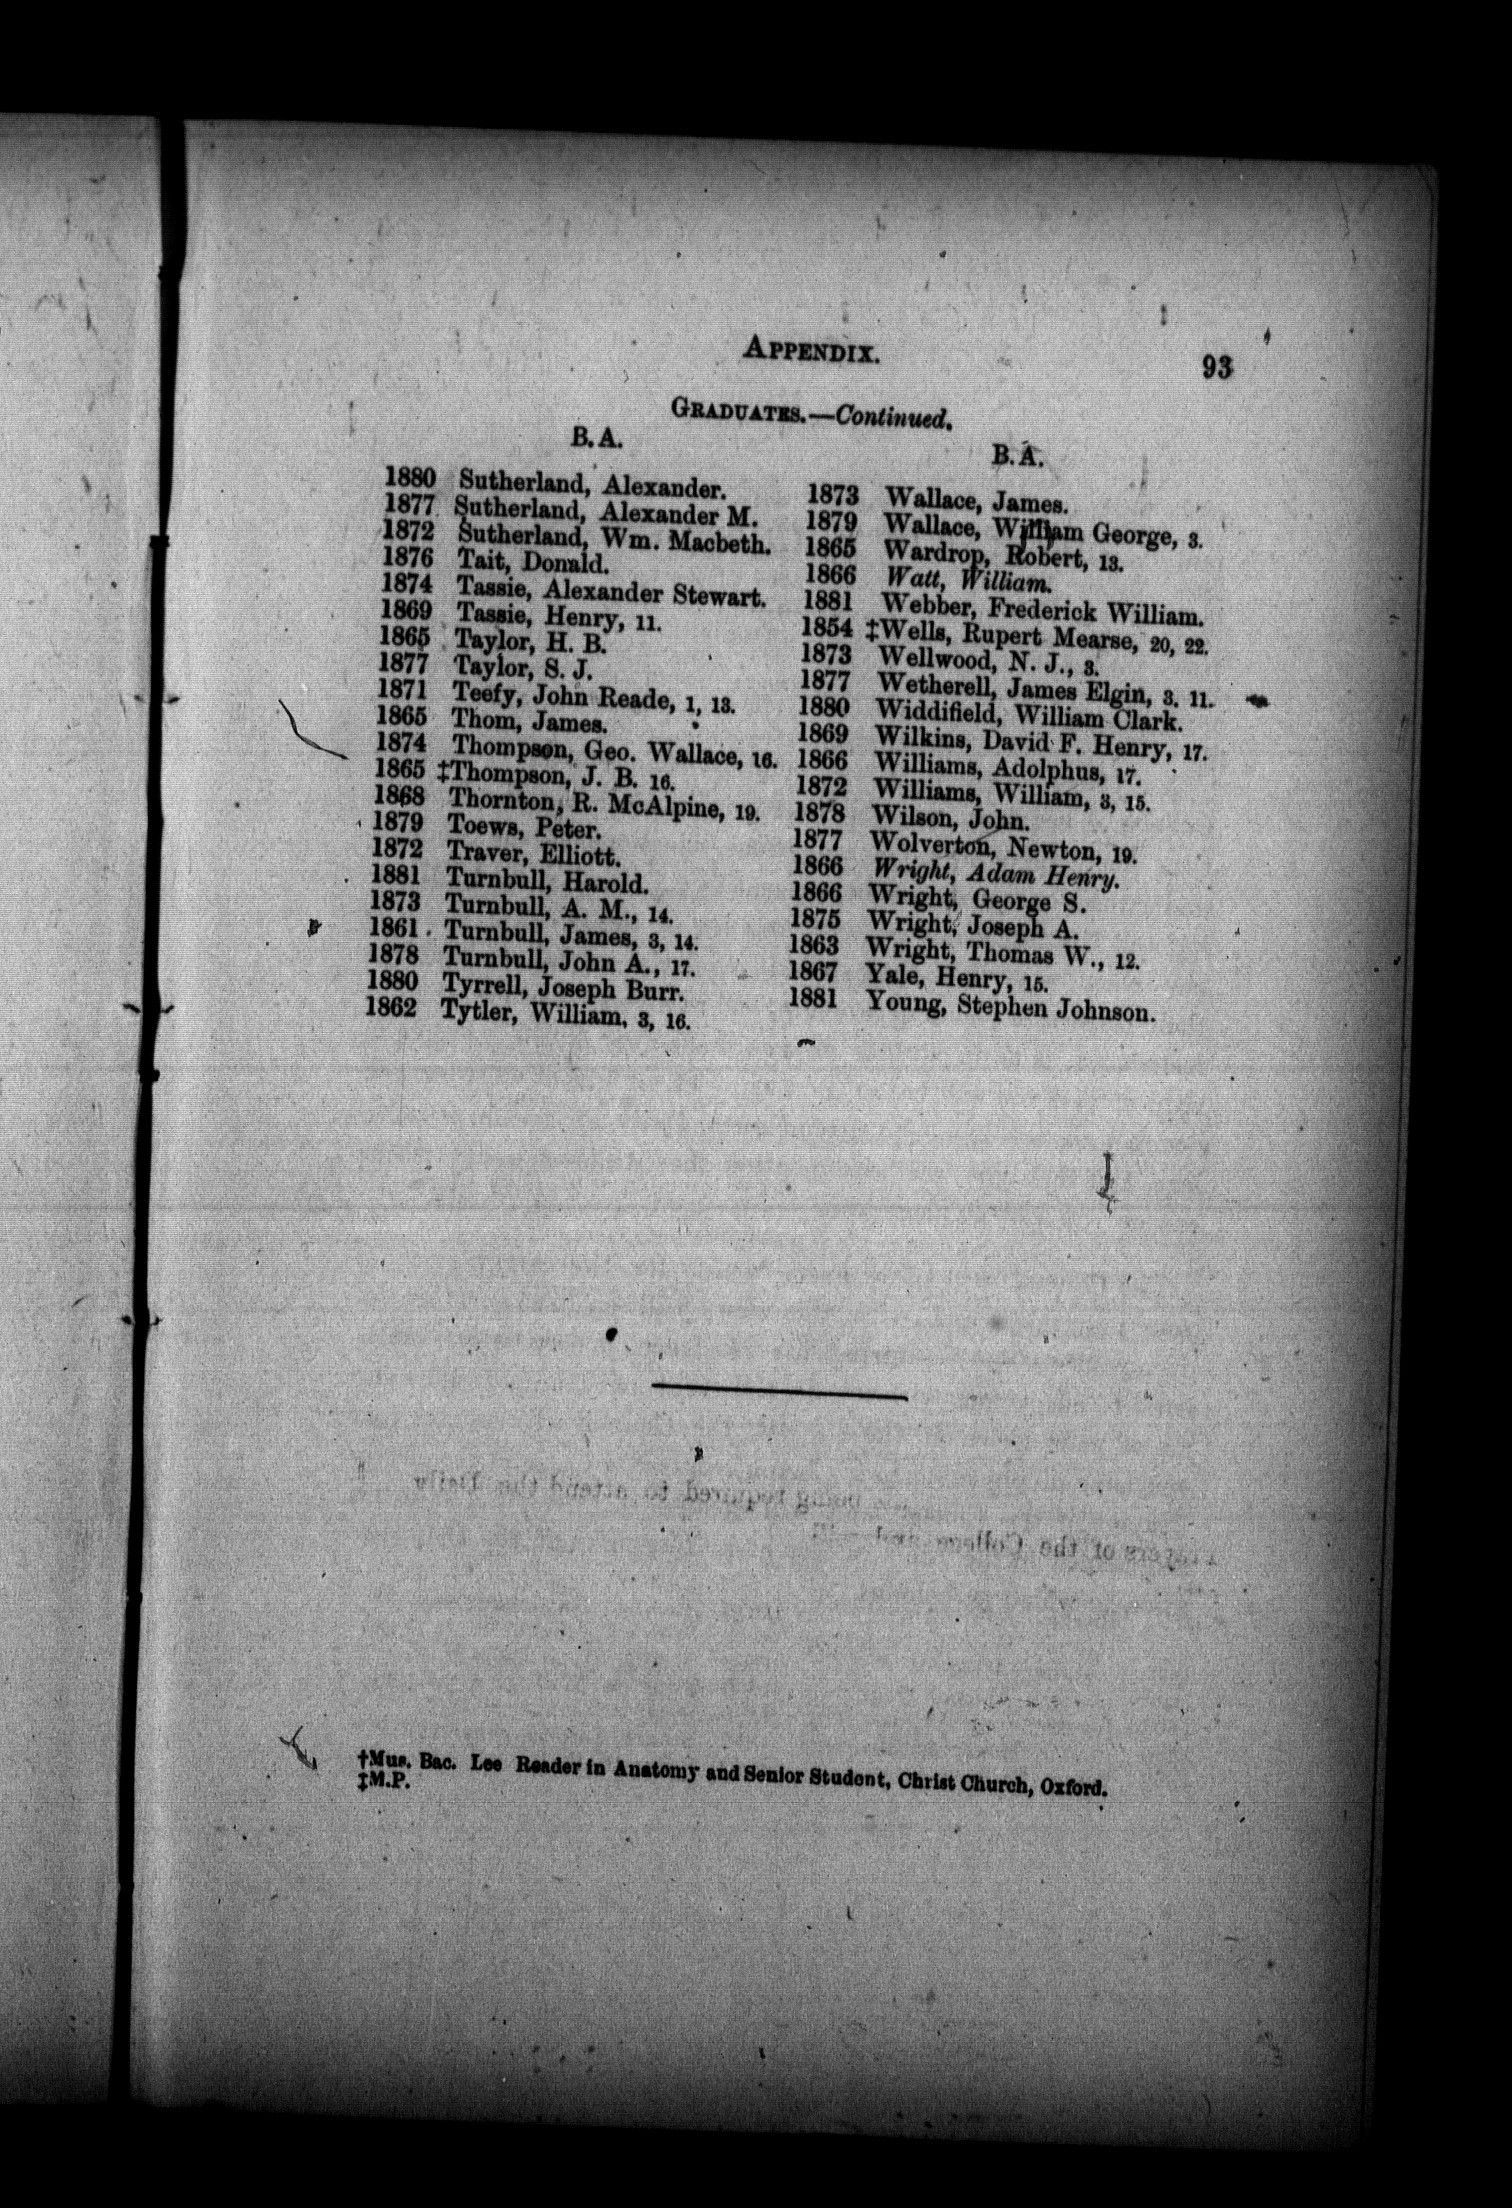 APPENDIX.
93
GRADUATES.—Continued.
B. A.
1880 Sutherland, Alexander.
1877 Sutherland, Alexander M.
1872 Sutherland, Wm. Macbeth.
1876 Tait, Donald.
1874 Tassie, Alexander Stewart.
1869 Tassie, Henry, 11.
1865 Taylor, H. B.
1877 Taylor, S. J.
1871 Teefy, John Reade, 1, 13.
1865 Thom, James.
1874 Thompson, Geo. Wallace, 16.
1865 ‡Thompson, J. B. 16.
1868 Thornton, R. McAlpine, 19.
1879 Toews, Peter.
1872 Traver, Elliott.
1881 Turnbull, Harold.
1873 Turnbull, A. M., 14.
1861 Turnbull, James, 3, 14.
1878 Turnbull, John A., 17.
1880 Tyrrell, Joseph Burr.
1862 Tytler, William, 3, 16.
B. A.
1873 Wallace, James.
1879 Wallace, William George, 3.
1865 Wardrop, Robert, 13.
1866 Watt, William.
1881 Webber, Frederick William.
1854 ‡Wells, Rupert Mearse, 20, 22.
1873 Wellwood, N. J., 3.
1877 Wetherell, James Elgin, 3. 11.
1880 Widdifield, William Clark.
1869 Wilkins, David F. Henry, 17.
1866 Williams, Adolphus, 17.
1872 Williams, William, 3, 15.
1878 Wilson, John.
1877 Wolverton, Newton, 19.
1866 Wright, Adam Henry.
1866 Wright, George S.
1875 Wright, Joseph A.
1863 Wright, Thomas W., 12.
1867 Yale, Henry, 15.
1881 Young, Stephen Johnson.
†Mus. Bac. Lee Reader in Anatomy and Senior Student, Christ Church, Oxford.
‡M.P.